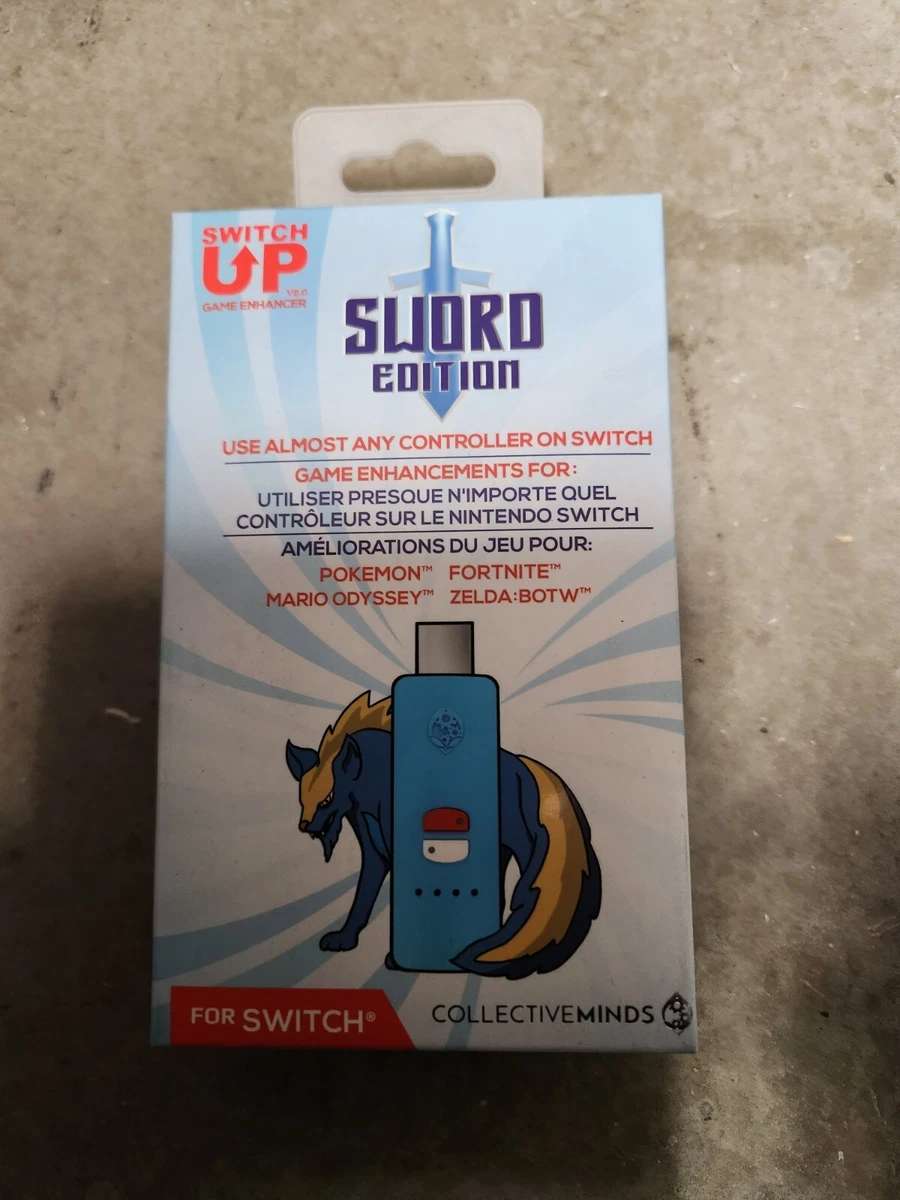 SWITCH
UP
V2.0
GAME ENHANCER
SWORD
EDITION
USE ALMOST ANY CONTROLLER ON SWITCH
GAME ENHANCEMENTS FOR:
UTILISER PRESQUE N'IMPORTE QUEL
CONTRÔLEUR SUR LE NINTENDO SWITCH
AMÉLIORATIONS DU JEU POUR:
POKEMON™ FORTNITE™
MARIO ODYSSEY™ ZELDA:BOTW™
FOR SWITCH®
COLLECTIVEMINDS